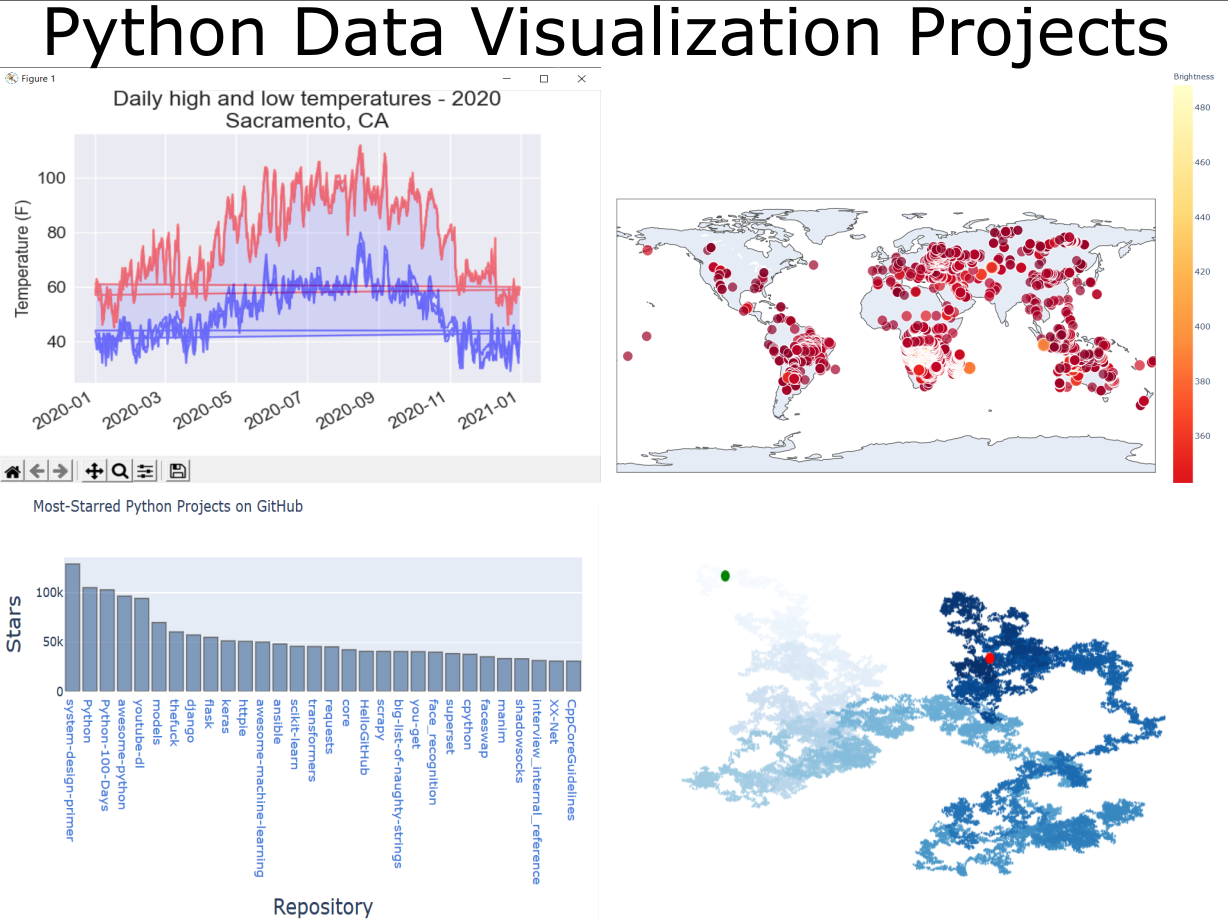 Python Data Visualization Projects
Figure 1
Daily high and low temperatures - 2020
Sacramento, CA
Temperature (F)
100
80
60
40
2020-01
2020-03
2020-05
2020-07
2020-09
2020-11
2021-01
Brightness
480
460
440
420
400
380
360
Most-Starred Python Projects on GitHub
Stars
100k
50k
0
system-design-primer
Python
Python-100-Days
awesome-python
youtube-dl
models
thefuck
django
flask
keras
httpie
awesome-machine-learning
ansible
scikit-learn
transformers
requests
core
HelloGitHub
scrapy
big-list-of-naughty-strings
you-get
face_recognition
superset
cpython
faceswap
manim
shadowsocks
interview_internal_reference
XX-Net
CppCoreGuidelines
Repository